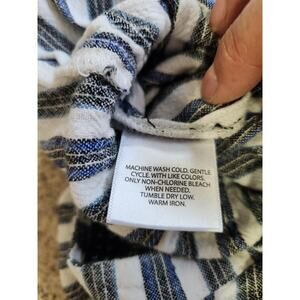 MACHINE WASH COLD. GENTLE
CYCLE. WITH LIKE COLORS.
ONLY NON-CHLORINE BLEACH
WHEN NEEDED.
TUMBLE DRY LOW.
WARM IRON.